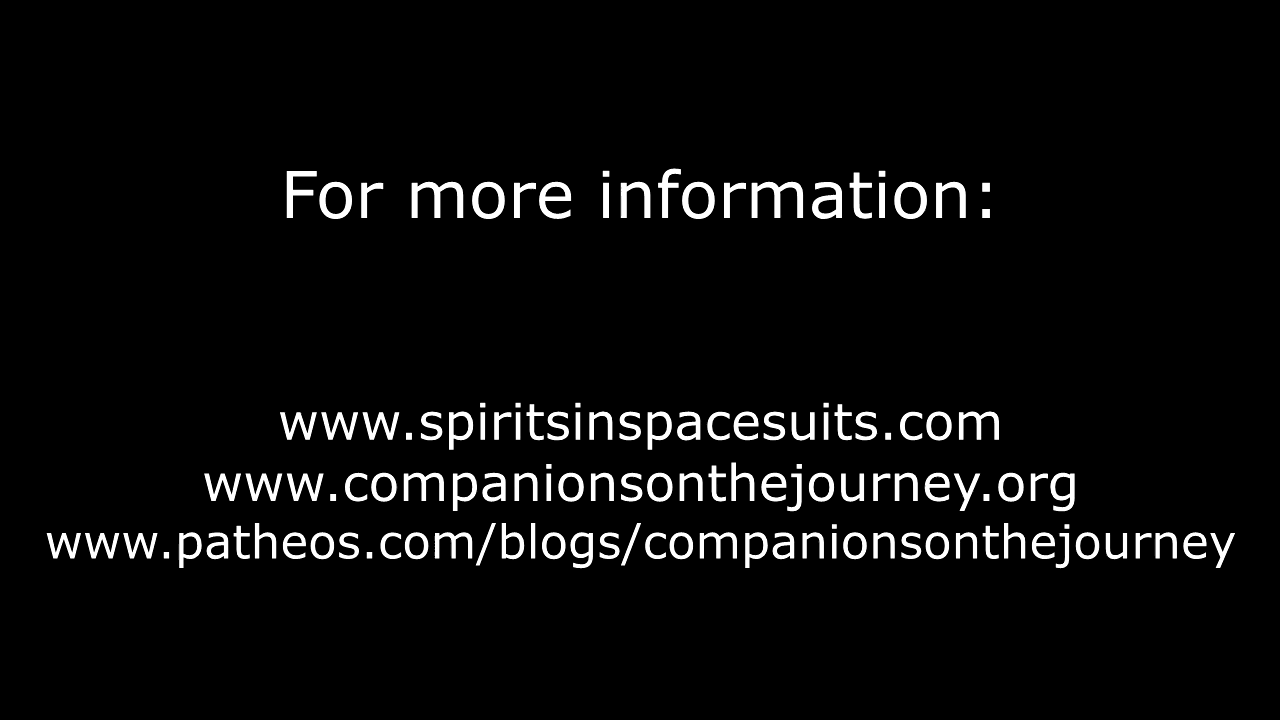 For more information:
www.spiritsinspacesuits.com
www.companionsonthejourney.org
www.patheos.com/blogs/companionsonthejourney